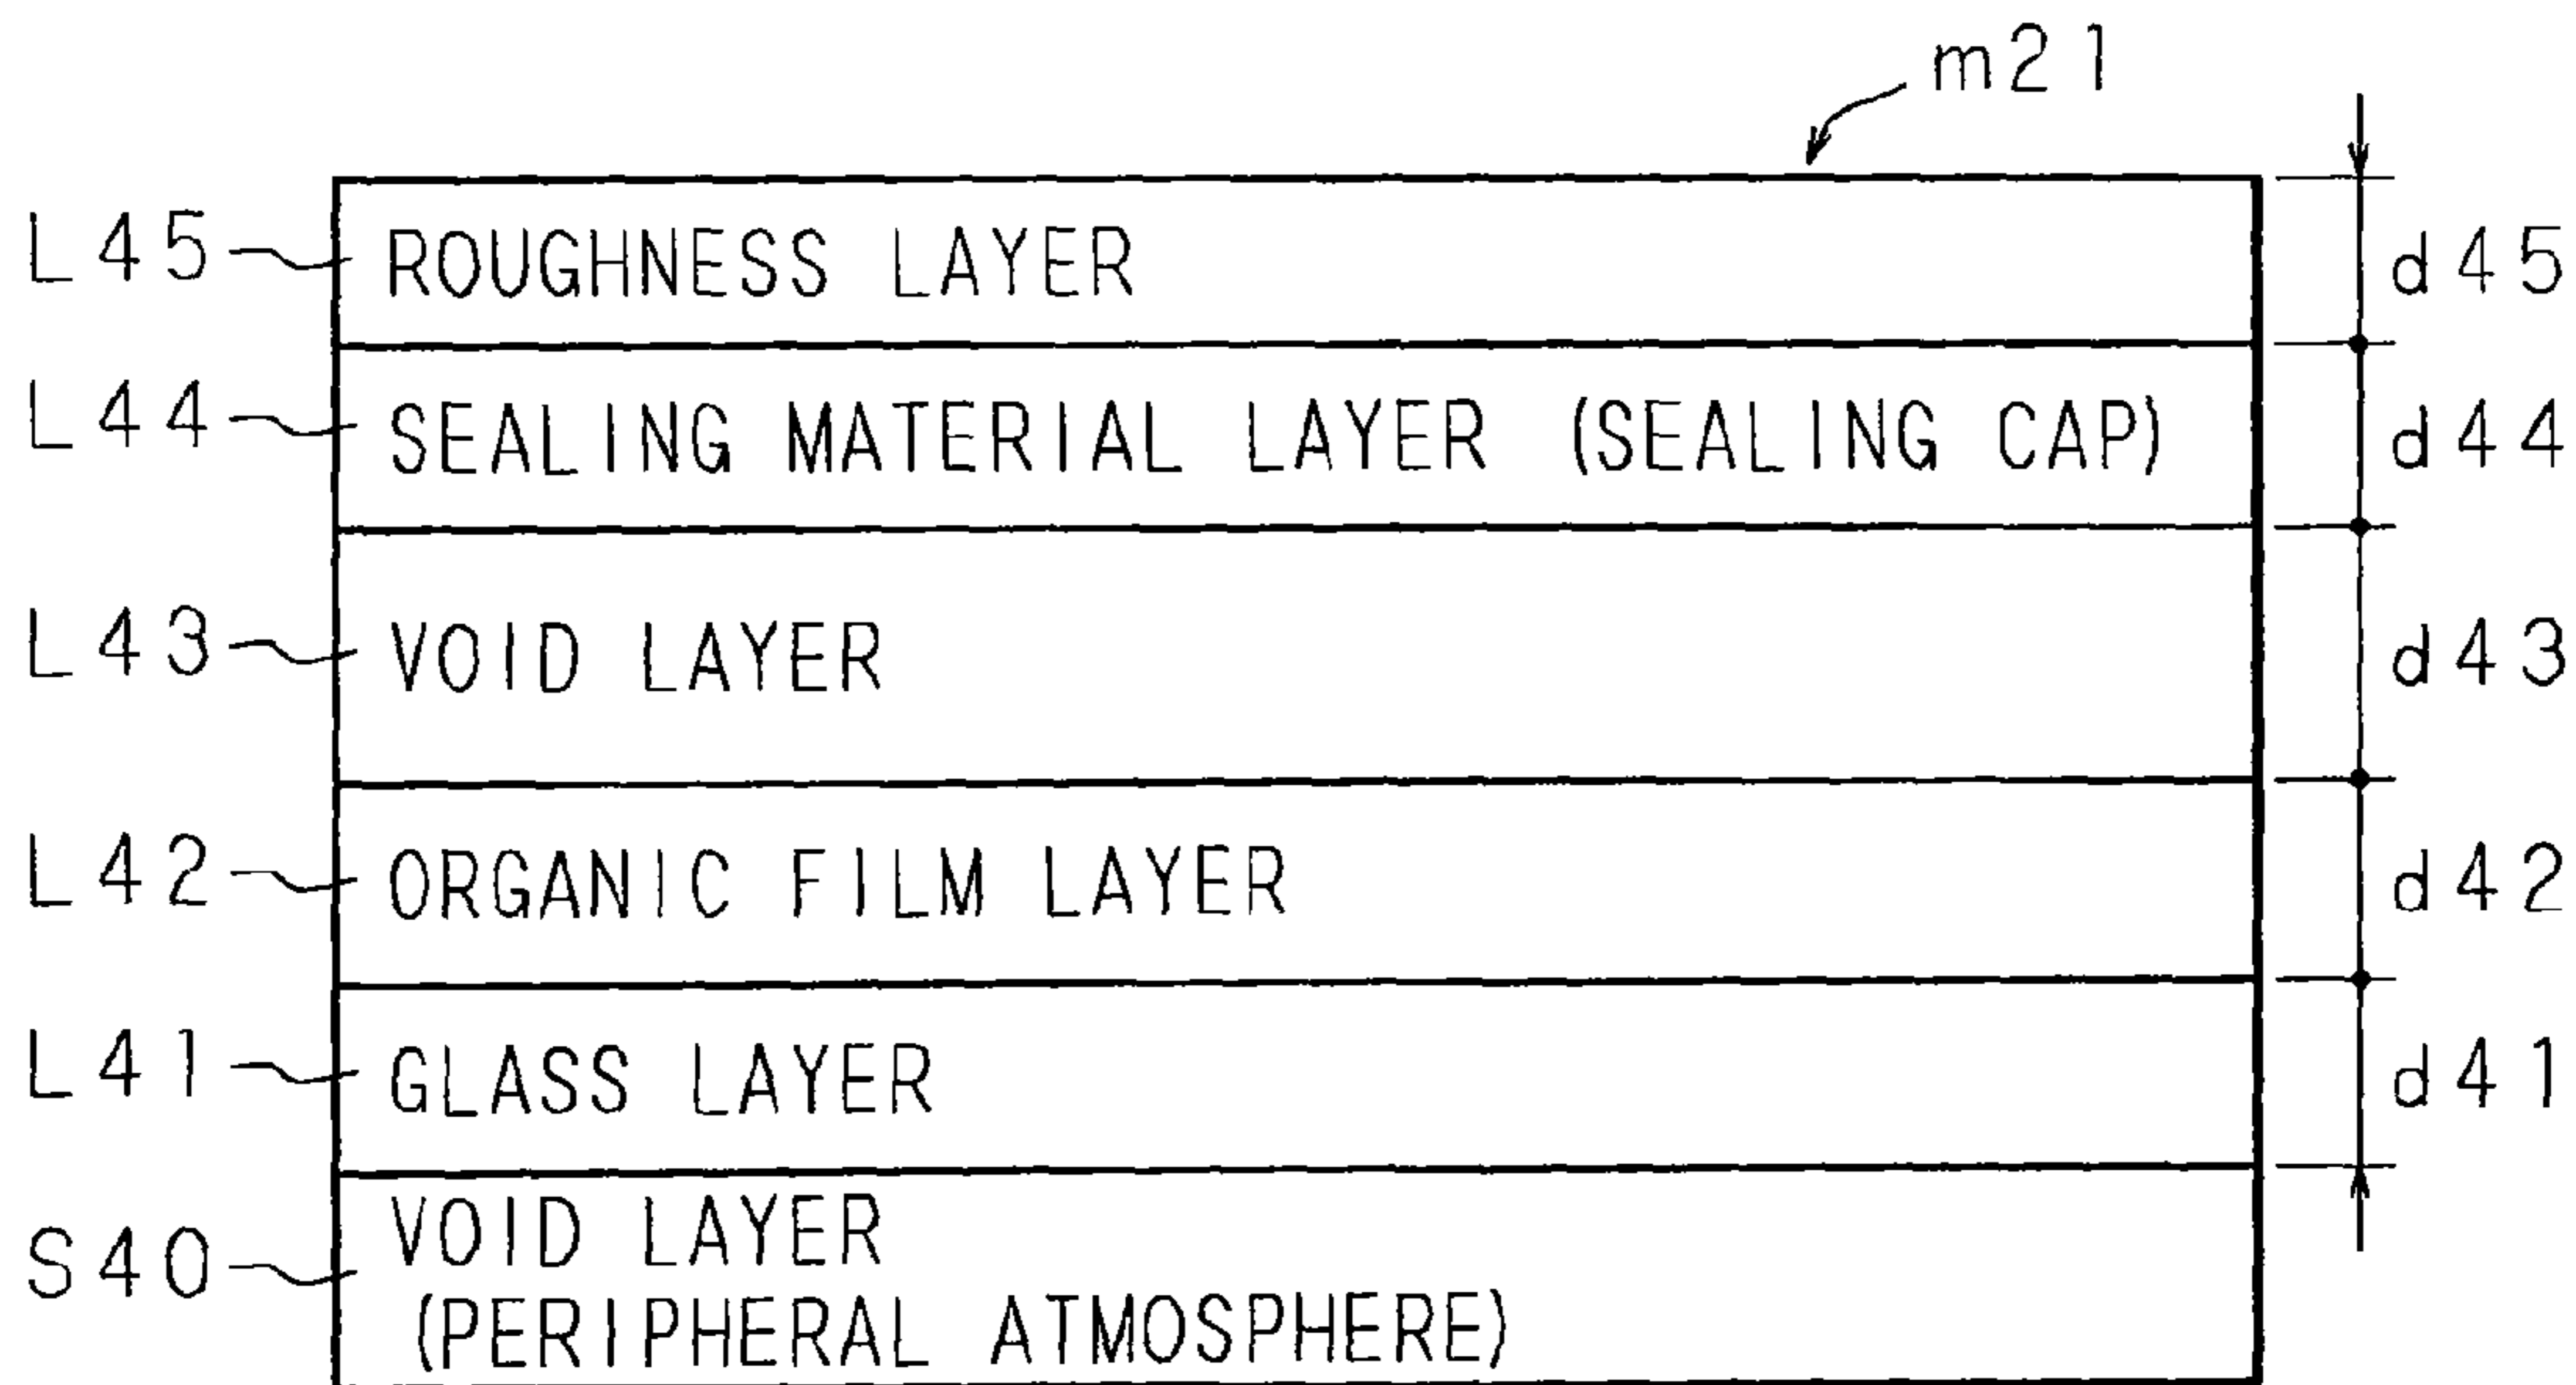 m21
L45 ROUGHNESS LAYER d45
L44 SEALING MATERIAL LAYER (SEALING CAP) d44
L43 VOID LAYER d43
L42 ORGANIC FILM LAYER d42
L41 GLASS LAYER d41
S40 VOID LAYER
(PERIPHERAL ATMOSPHERE)